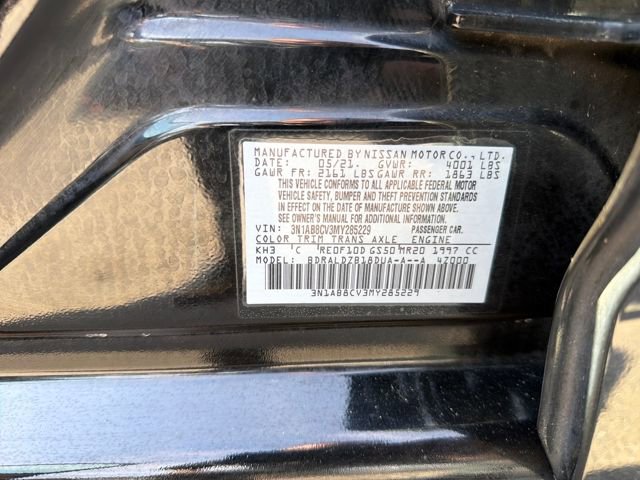 MANUFACTURED BY NISSAN MOTOR CO., LTD.
DATE: 05/21. GVWR: 4001 LBS
GAWR FR: 2161 LBS GAWR RR: 1863 LBS
THIS VEHICLE CONFORMS TO ALL APPLICABLE FEDERAL MOTOR
VEHICLE SAFETY, BUMPER AND THEFT PREVENTION STANDARDS
IN EFFECT ON THE DATE OF MANUFACTURE SHOWN ABOVE.
SEE OWNER'S MANUAL FOR ADDITIONAL INFORMATION.
VIN: 3N1AB8CV3MY285229 PASSENGER CAR.
COLOR TRIM TRANS AXLE ENGINE
KH3 'C RE0F10D GS50 MR20 1997 CC
MODEL: BDRALDZB18DUA-A--A 4Z000
3N1AB8CV3MY285229